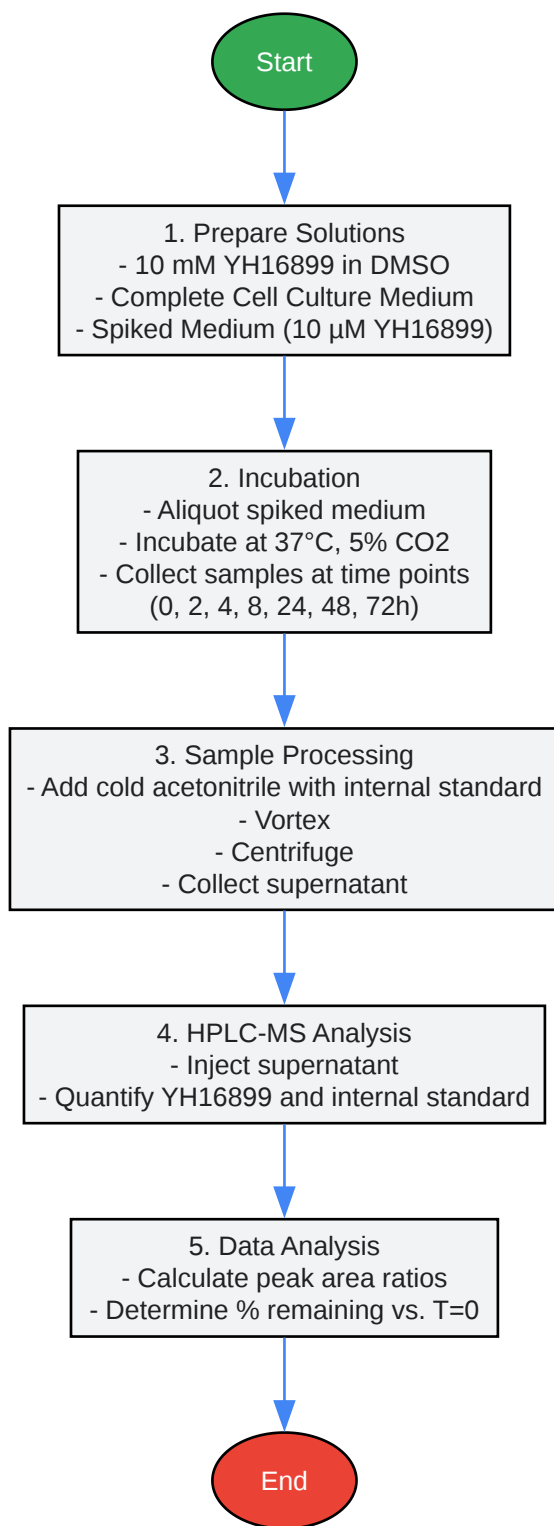 Start
1. Prepare Solutions
- 10 mM YH16899 in DMSO
- Complete Cell Culture Medium
- Spiked Medium (10 µM YH16899)
2. Incubation
- Aliquot spiked medium
- Incubate at 37°C, 5% CO2
- Collect samples at time points
(0, 2, 4, 8, 24, 48, 72h)
3. Sample Processing
- Add cold acetonitrile with internal standard
- Vortex
- Centrifuge
- Collect supernatant
4. HPLC-MS Analysis
- Inject supernatant
- Quantify YH16899 and internal standard
5. Data Analysis
- Calculate peak area ratios
- Determine % remaining vs. T=0
End